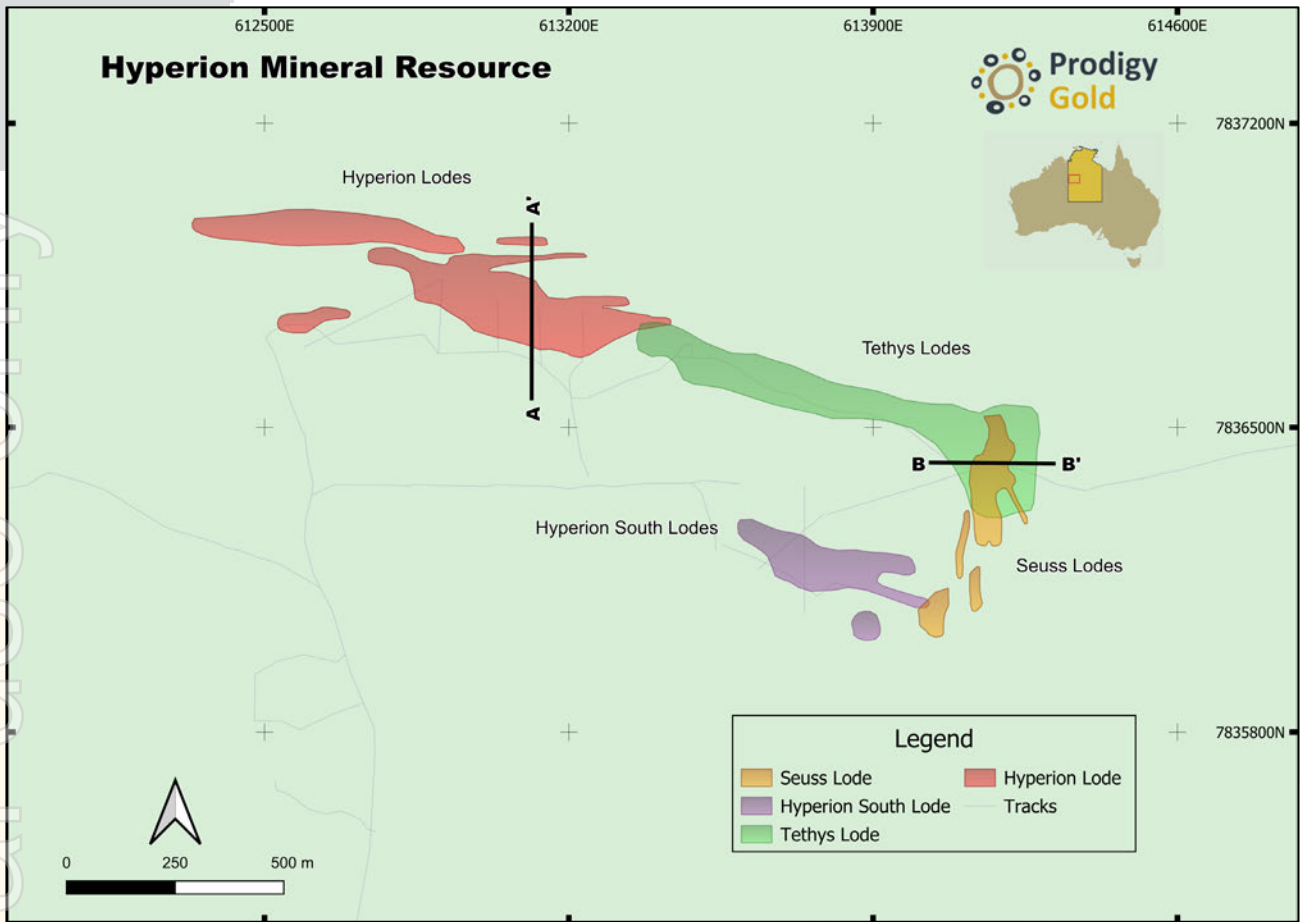 612500E
613200E
613900E
614600E
Hyperion Mineral Resource
Prodigy
Gold
7837200N
Hyperion Lodes
A'
Tethys Lodes
A
7836500N
B
B'
Hyperion South Lodes
Seuss Lodes
7835800N
Legend
Seuss Lode
Hyperion Lode
Hyperion South Lode
Tracks
Tethys Lode
0
250
500 m